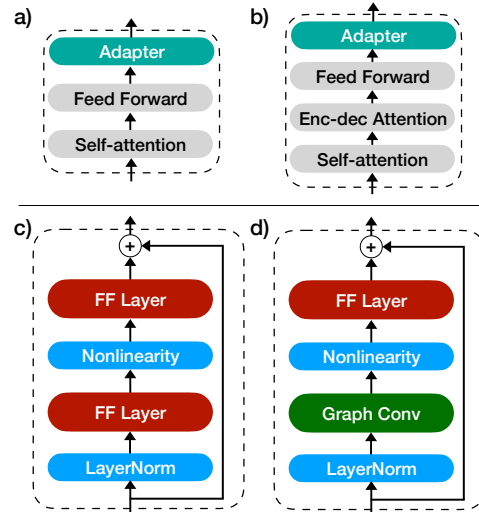 a)
Adapter
Feed Forward
Self-attention
b)
Adapter
Feed Forward
Enc-dec Attention
Self-attention
c)
+
FF Layer
Nonlinearity
FF Layer
LayerNorm
d)
+
FF Layer
Nonlinearity
Graph Conv
LayerNorm